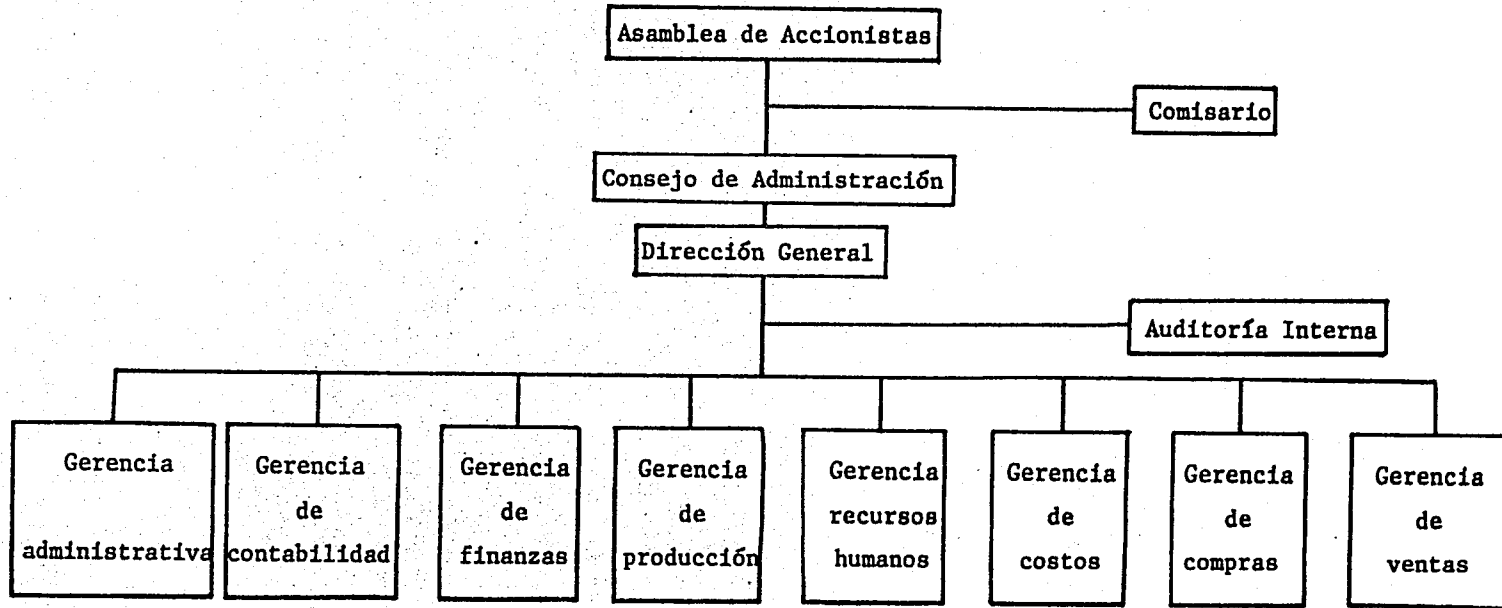 Asamblea de Accionistas
Comisario
Consejo de Administración
Dirección General
Auditoría Interna
Gerencia
administrativa
Gerencia
de
contabilidad
Gerencia
de
finanzas
Gerencia
de
producción
Gerencia
recursos
humanos
Gerencia
de
costos
Gerencia
de
compras
Gerencia
de
ventas